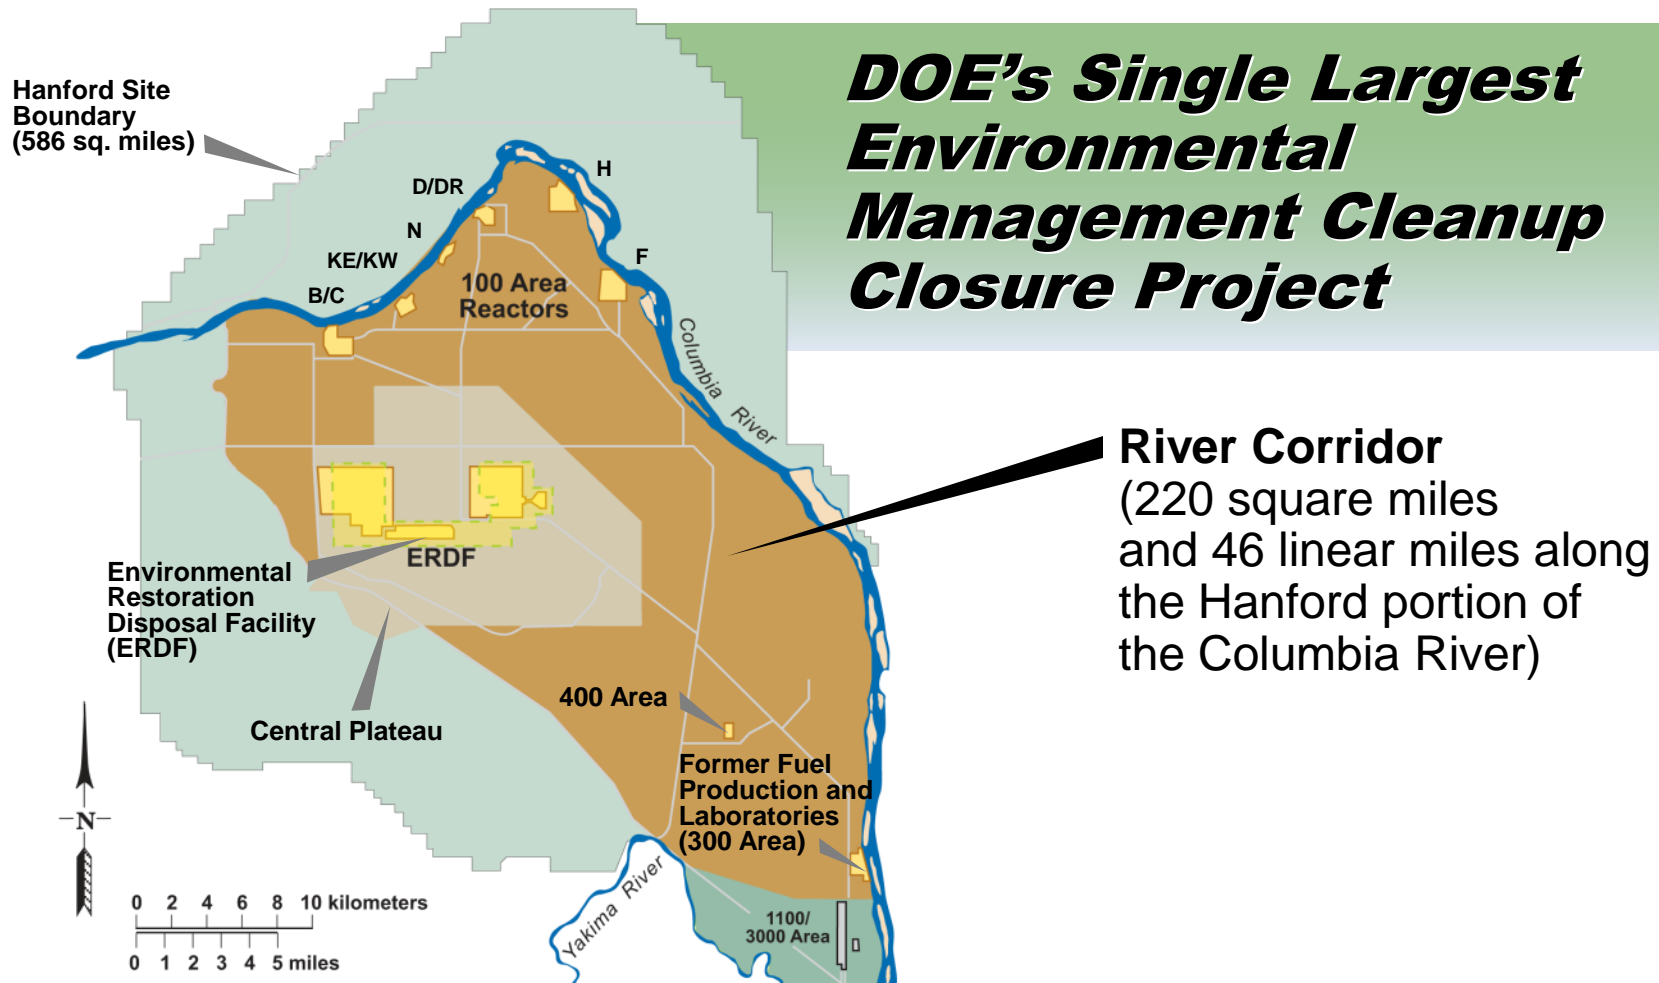 DOE's Single Largest
Environmental
Management Cleanup
Closure Project
Hanford Site
Boundary
(586 sq. miles)
H
D/DR
N
F
KE/KW
B/C
100 Area
Reactors
Columbia River
River Corridor
(220 square miles
and 46 linear miles along
the Hanford portion of
the Columbia River)
ERDF
Environmental
Restoration
Disposal Facility
(ERDF)
400 Area
Central Plateau
Former Fuel
Production and
Laboratories
(300 Area)
N
Yakima River
0 2 4 6 8 10 kilometers
1100/
3000 Area
0 1 2 3 4 5 miles